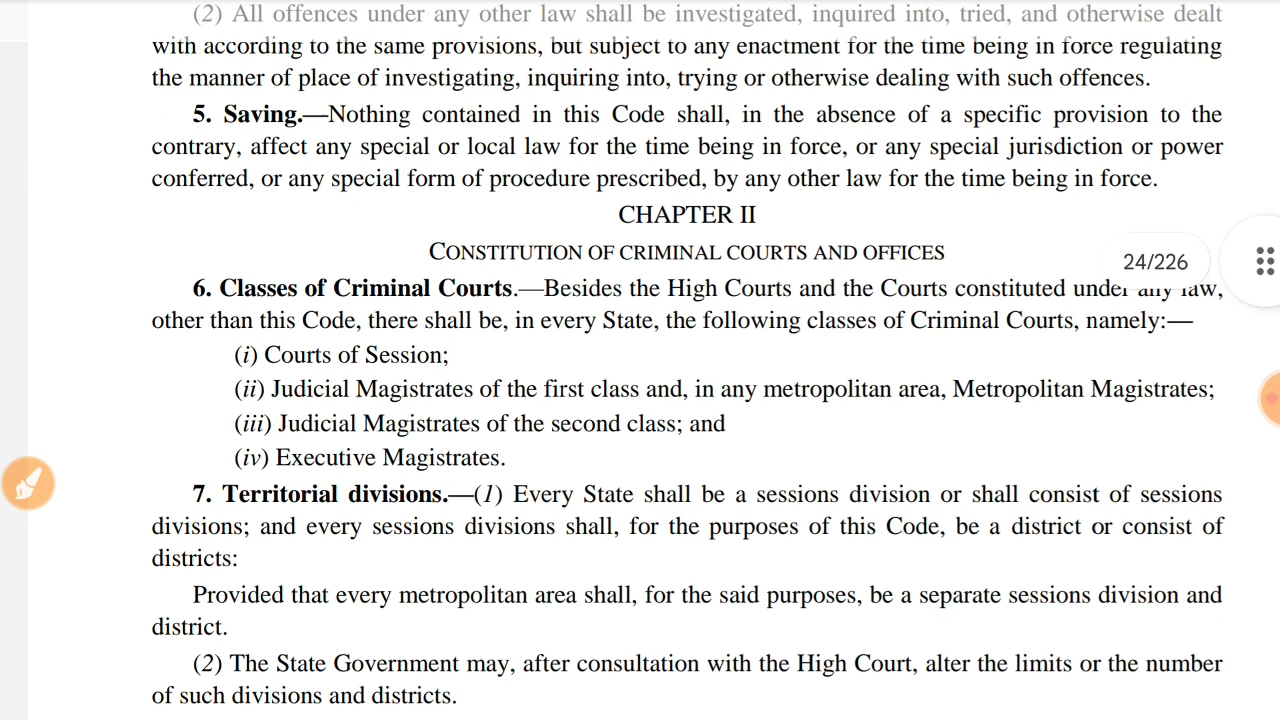 (2) All offences under any other law shall be investigated, inquired into, tried, and otherwise dealt
with according to the same provisions, but subject to any enactment for the time being in force regulating
the manner of place of investigating, inquiring into, trying or otherwise dealing with such offences.
5. Saving.—Nothing contained in this Code shall, in the absence of a specific provision to the
contrary, affect any special or local law for the time being in force, or any special jurisdiction or power
conferred, or any special form of procedure prescribed, by any other law for the time being in force.
CHAPTER II
CONSTITUTION OF CRIMINAL COURTS AND OFFICES
24/226
6. Classes of Criminal Courts.—Besides the High Courts and the Courts constituted under any law,
other than this Code, there shall be, in every State, the following classes of Criminal Courts, namely:—
(i) Courts of Session;
(ii) Judicial Magistrates of the first class and, in any metropolitan area, Metropolitan Magistrates;
(iii) Judicial Magistrates of the second class; and
(iv) Executive Magistrates.
7. Territorial divisions.—(1) Every State shall be a sessions division or shall consist of sessions
divisions; and every sessions divisions shall, for the purposes of this Code, be a district or consist of
districts:
Provided that every metropolitan area shall, for the said purposes, be a separate sessions division and
district.
(2) The State Government may, after consultation with the High Court, alter the limits or the number
of such divisions and districts.